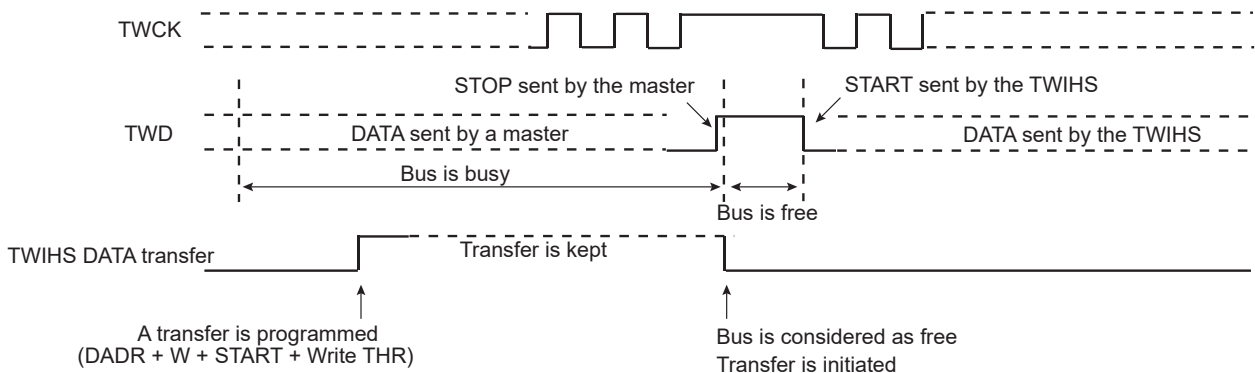 TWCK
STOP sent by the master
START sent by the TWIHS
TWD
DATA sent by a master
DATA sent by the TWIHS
Bus is busy
Bus is free
TWIHS DATA transfer
Transfer is kept
A transfer is programmed
(DADR + W + START + Write THR)
Bus is considered as free
Transfer is initiated